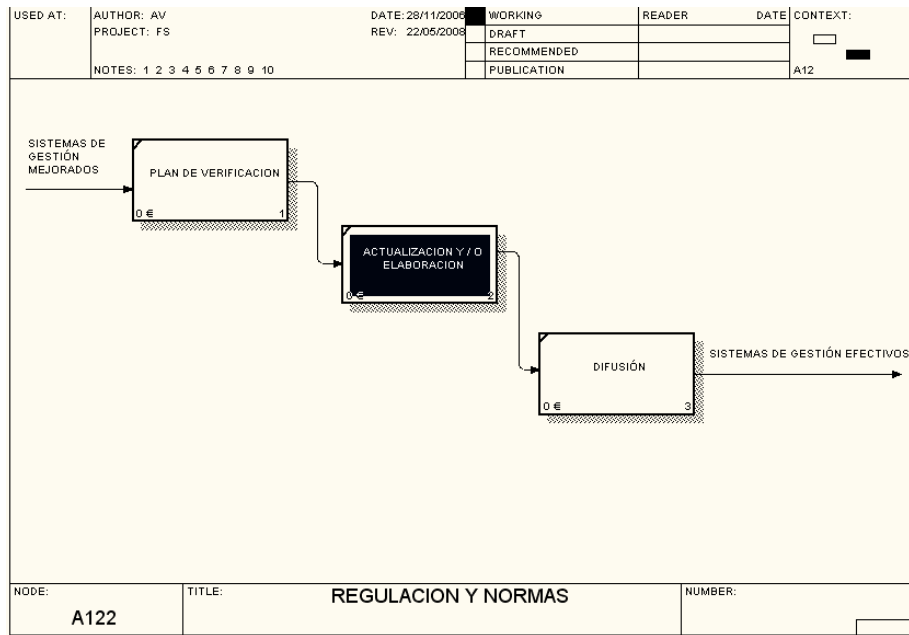 USED AT:
AUTHOR: AV
DATE: 28/11/2006
WORKING
READER
DATE
CONTEXT:
PROJECT: FS
REV: 22/05/2008
DRAFT
RECOMMENDED
NOTES: 1 2 3 4 5 6 7 8 9 10
PUBLICATION
A12
SISTEMAS DE
GESTIÓN
MEJORADOS
PLAN DE VERIFICACION
0 €
1
ACTUALIZACION Y / O
ELABORACION
0 €
2
DIFUSIÓN
0 €
3
SISTEMAS DE GESTIÓN EFECTIVOS
NODE:
A122
TITLE:
REGULACION Y NORMAS
NUMBER: